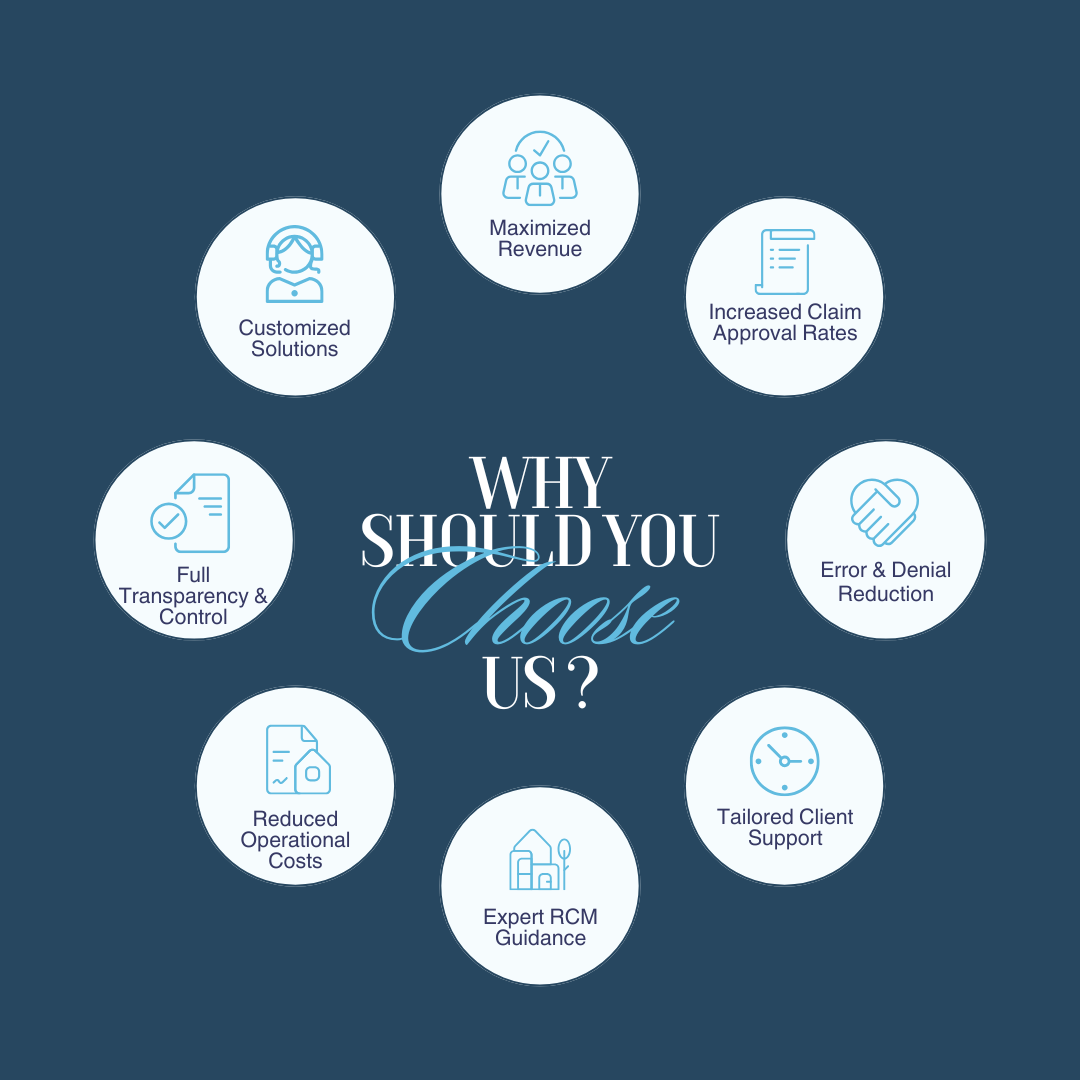 WHY
SHOULD YOU
Choose
US ?
Maximized
Revenue
Increased Claim
Approval Rates
Error & Denial
Reduction
Tailored Client
Support
Expert RCM
Guidance
Reduced
Operational
Costs
Full
Transparency &
Control
Customized
Solutions